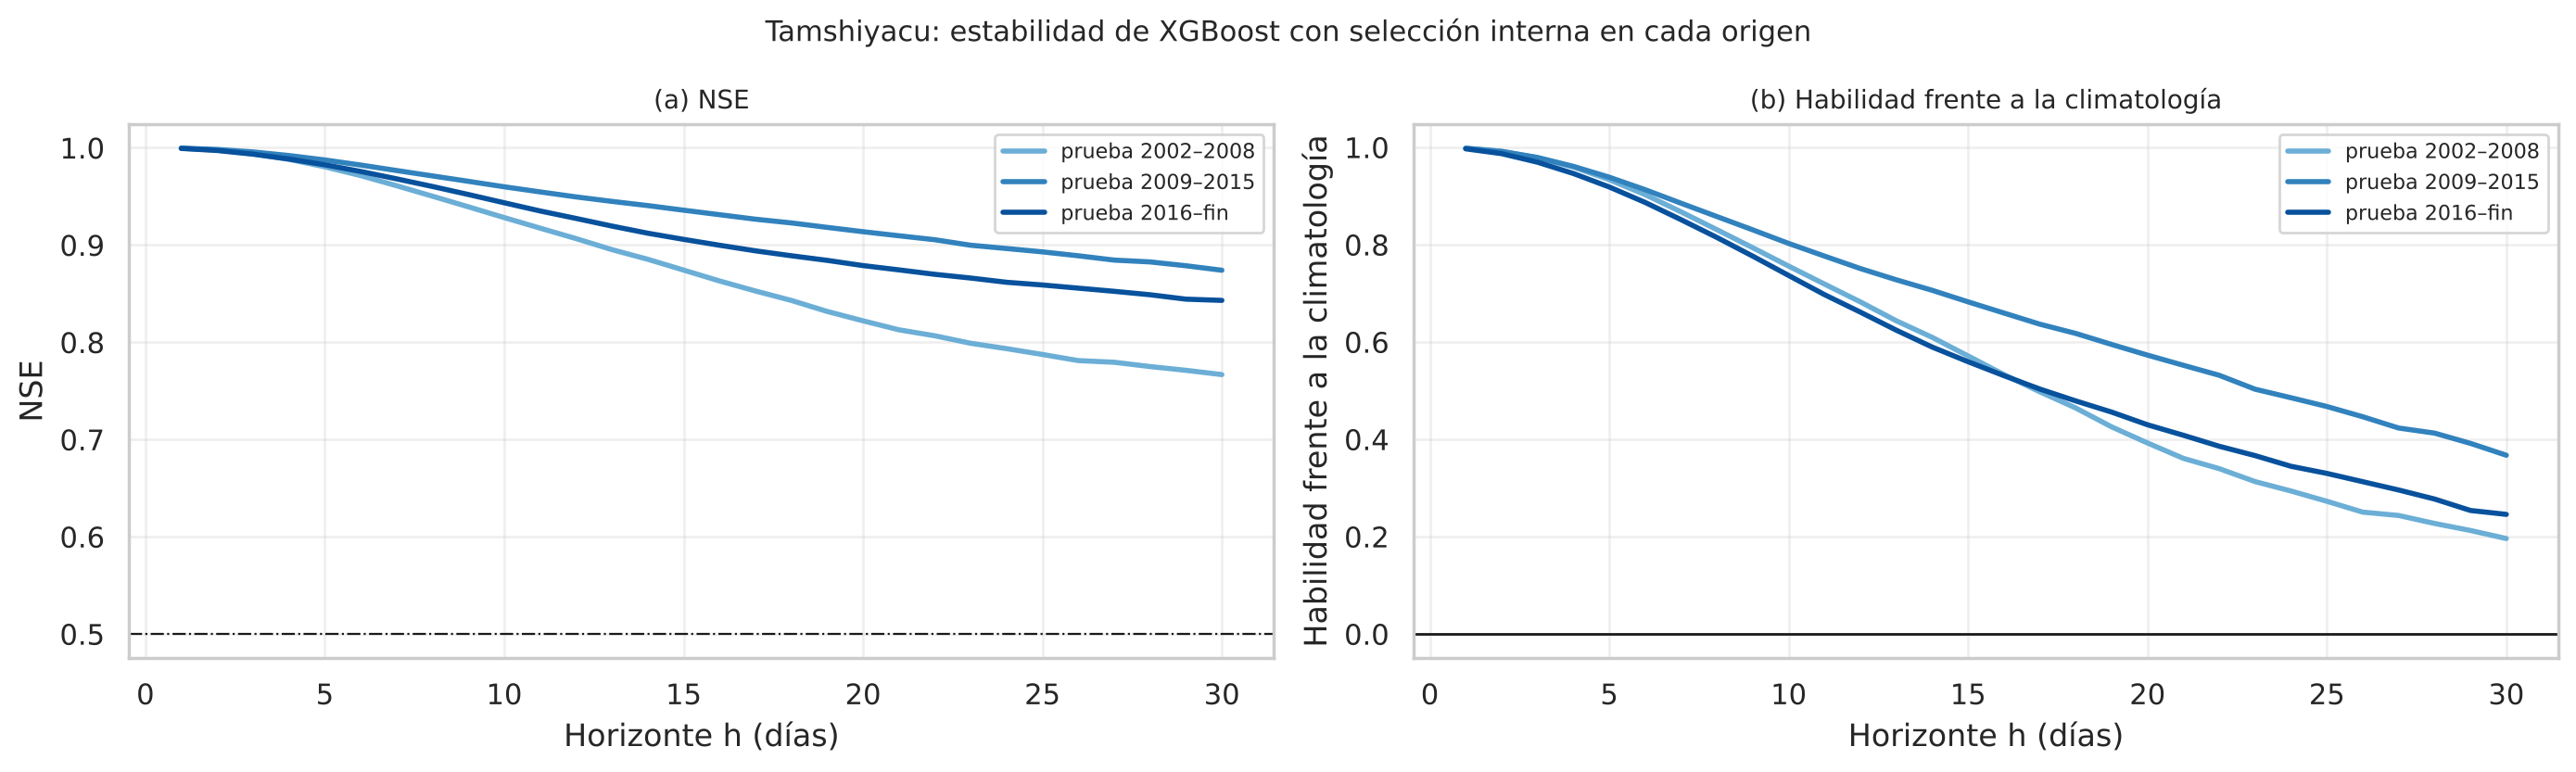 Tamshiyacu: estabilidad de XGBoost con selección interna en cada origen
(a) NSE
NSE
1.0
0.9
0.8
0.7
0.6
0.5
0 5 10 15 20 25 30
Horizonte h (días)
prueba 2002–2008
prueba 2009–2015
prueba 2016–fin
(b) Habilidad frente a la climatología
Habilidad frente a la climatología
1.0
0.8
0.6
0.4
0.2
0.0
0 5 10 15 20 25 30
Horizonte h (días)
prueba 2002–2008
prueba 2009–2015
prueba 2016–fin